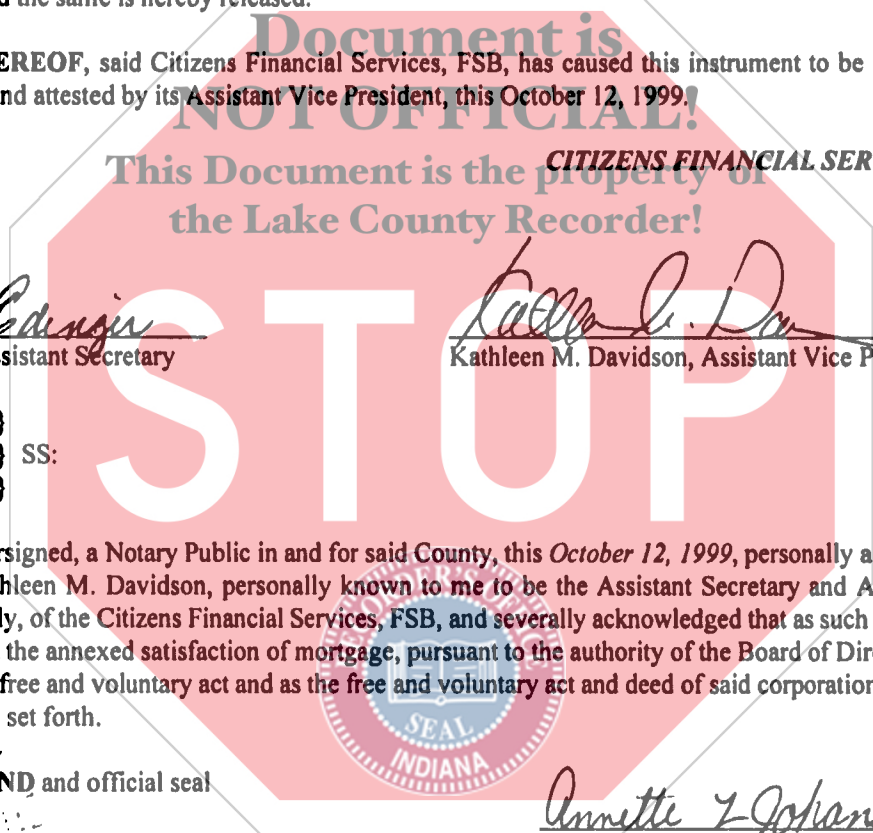 d the same is hereby released.
Document is
EREOF, said Citizens Financial Services, FSB, has caused this instrument to be
nd attested by its Assistant Vice President, this October 12, 1999.
NOT OFFICIAL!
CITIZENS FINANCIAL SER
This Document is the property of
the Lake County Recorder!
sistant Secretary
Kathleen M. Davidson, Assistant Vice P
STOP
SS:
rsigned, a Notary Public in and for said County, this October 12, 1999, personally a
hleen M. Davidson, personally known to me to be the Assistant Secretary and A
ly, of the Citizens Financial Services, FSB, and severally acknowledged that as such
the annexed satisfaction of mortgage, pursuant to the authority of the Board of Dir
free and voluntary act and as the free and voluntary act and deed of said corporation
set forth.
RECORDER'S OFFICE
SEAL
INDIANA
ND and official seal
Annette